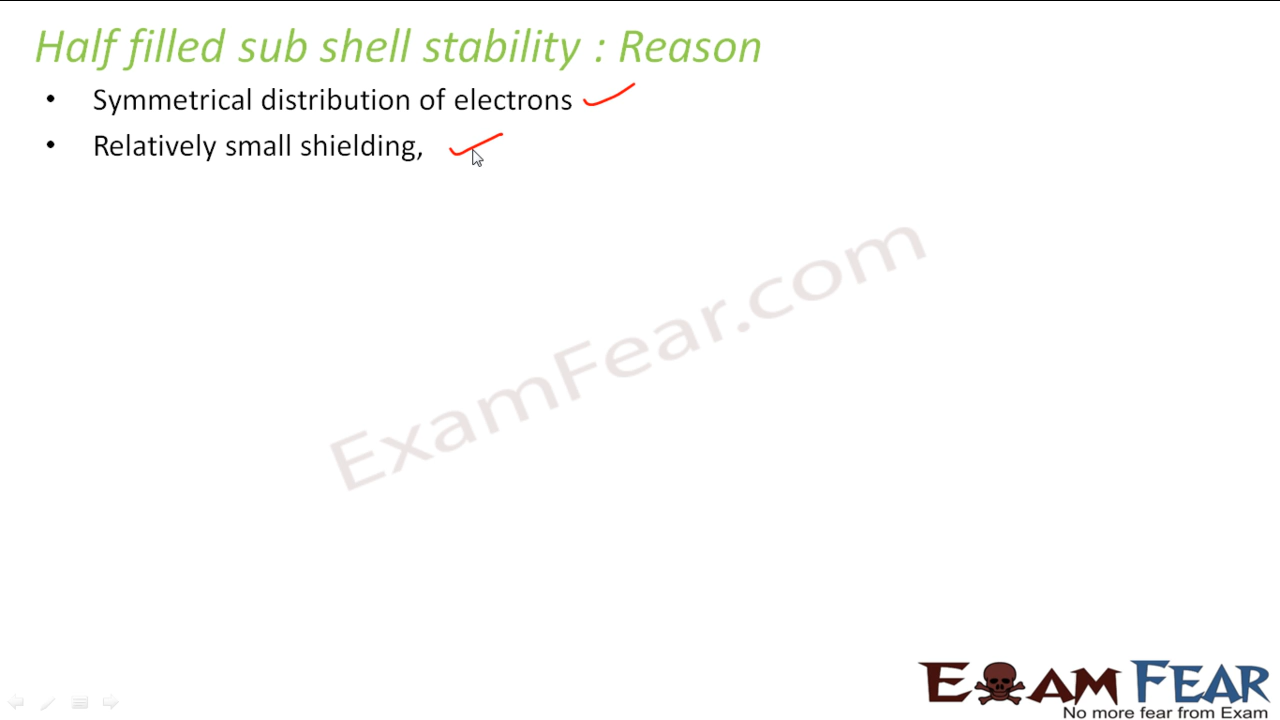 Half filled sub shell stability : Reason
• Symmetrical distribution of electrons
• Relatively small shielding,
ExamFear.com
EXAM FEAR
No more fear from Exam